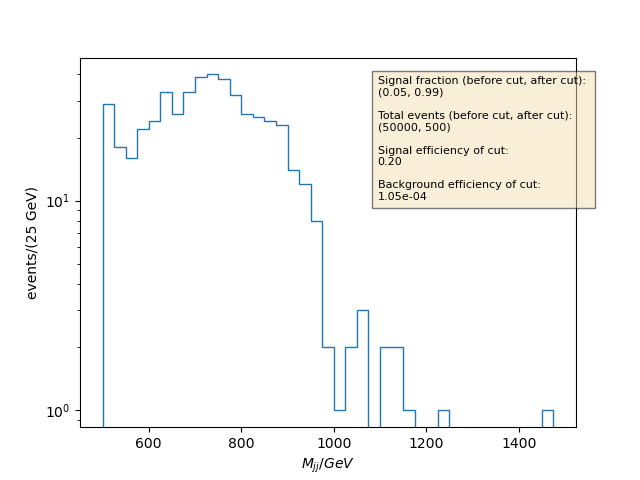 Signal fraction (before cut, after cut):
(0.05, 0.99)
Total events (before cut, after cut):
(50000, 500)
Signal efficiency of cut:
0.20
Background efficiency of cut:
1.05e-04
events/(25 GeV)
10¹
10⁰
600 800 1000 1200 1400
M_{jj}/GeV